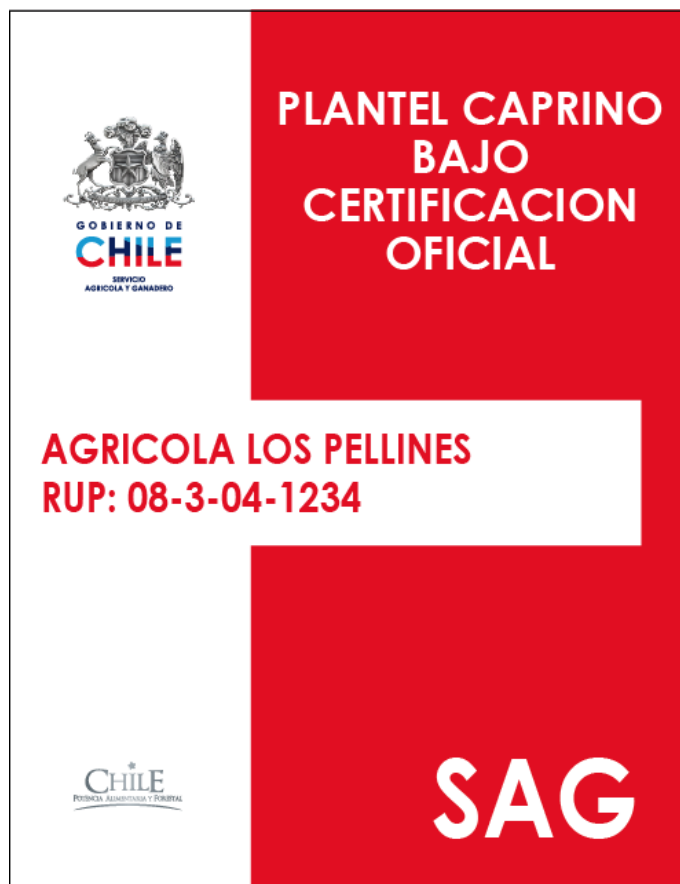 PLANTEL CAPRINO
BAJO
CERTIFICACION
OFICIAL
GOBIERNO DE
CHILE
SERVICIO
AGRICOLA Y GANADERO
AGRICOLA LOS PELLINES
RUP: 08-3-04-1234
CHILE
POTENCIA ALIMENTARIA Y FORESTAL
SAG